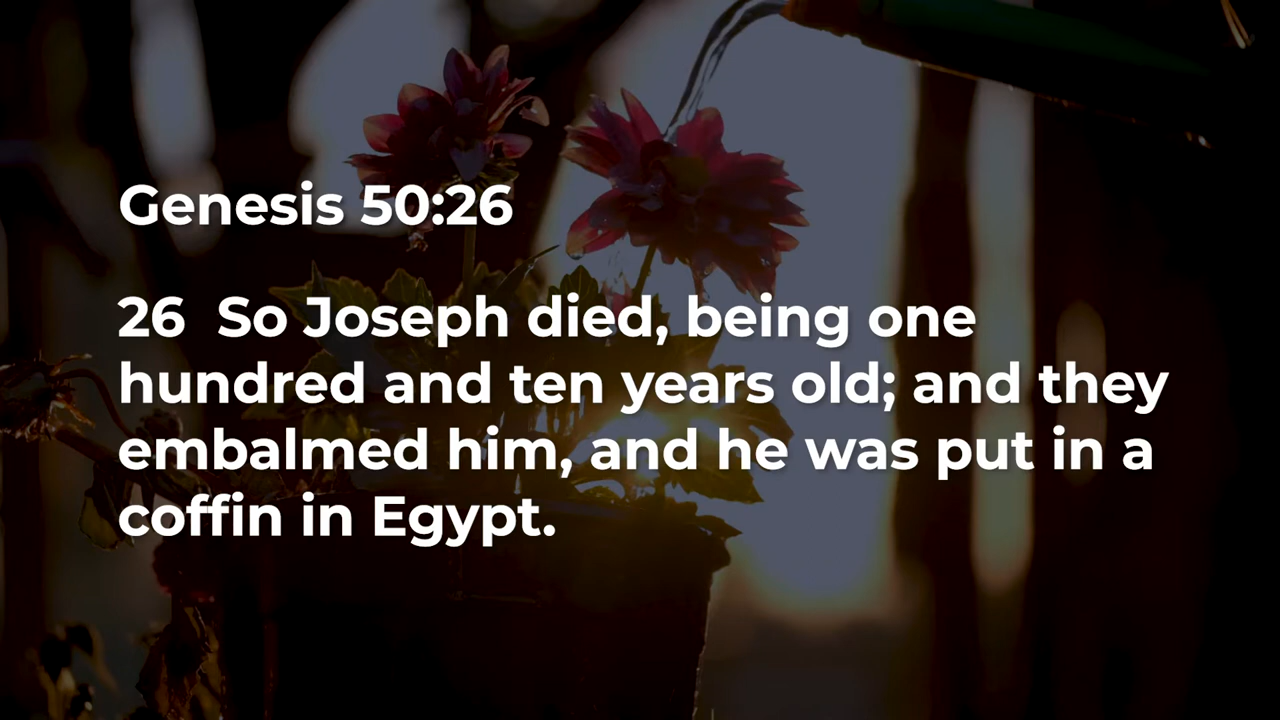 Genesis 50:26
26 So Joseph died, being one
hundred and ten years old; and they
embalmed him, and he was put in a
coffin in Egypt.